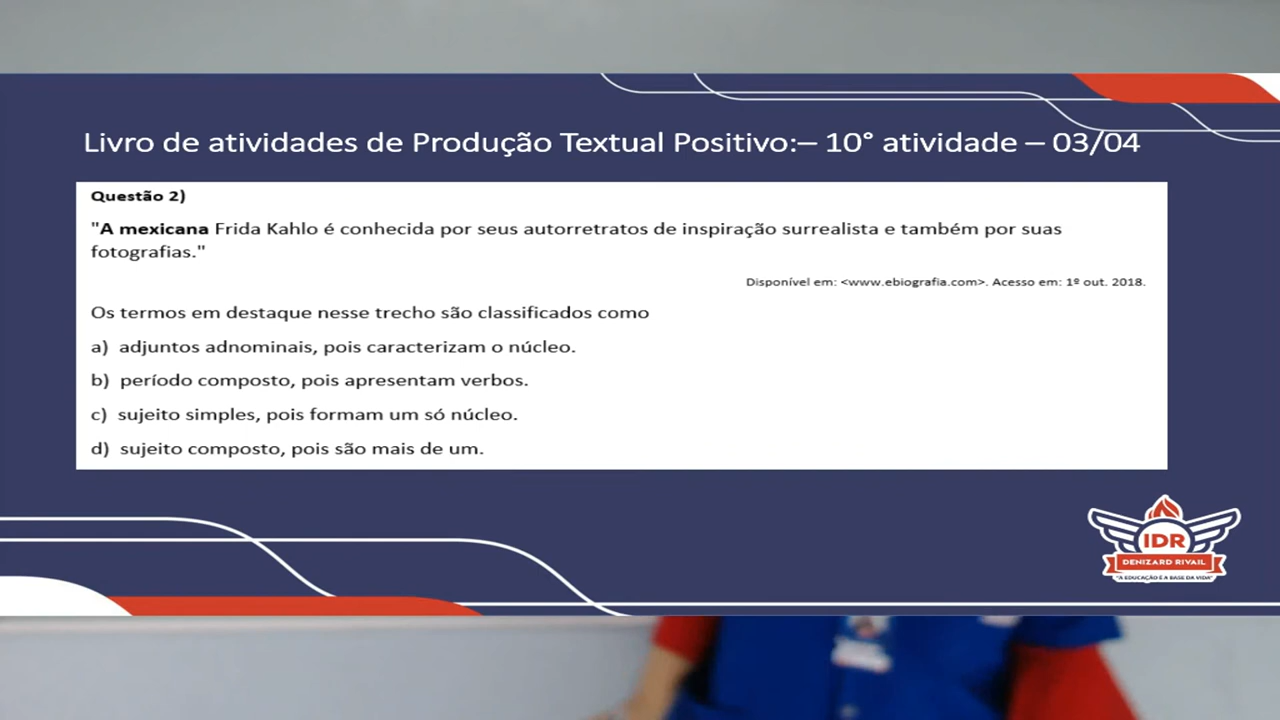 Livro de atividades de Produção Textual Positivo:– 10° atividade – 03/04
Questão 2)
"A mexicana Frida Kahlo é conhecida por seus autorretratos de inspiração surrealista e também por suas
fotografias."
Disponível em: <www.ebiografia.com>. Acesso em: 1º out. 2018.
Os termos em destaque nesse trecho são classificados como
a) adjuntos adnominais, pois caracterizam o núcleo.
b) período composto, pois apresentam verbos.
c) sujeito simples, pois formam um só núcleo.
d) sujeito composto, pois são mais de um.
IDR
DENIZARD RIVAIL
"A EDUCAÇÃO É A BASE DA VIDA"